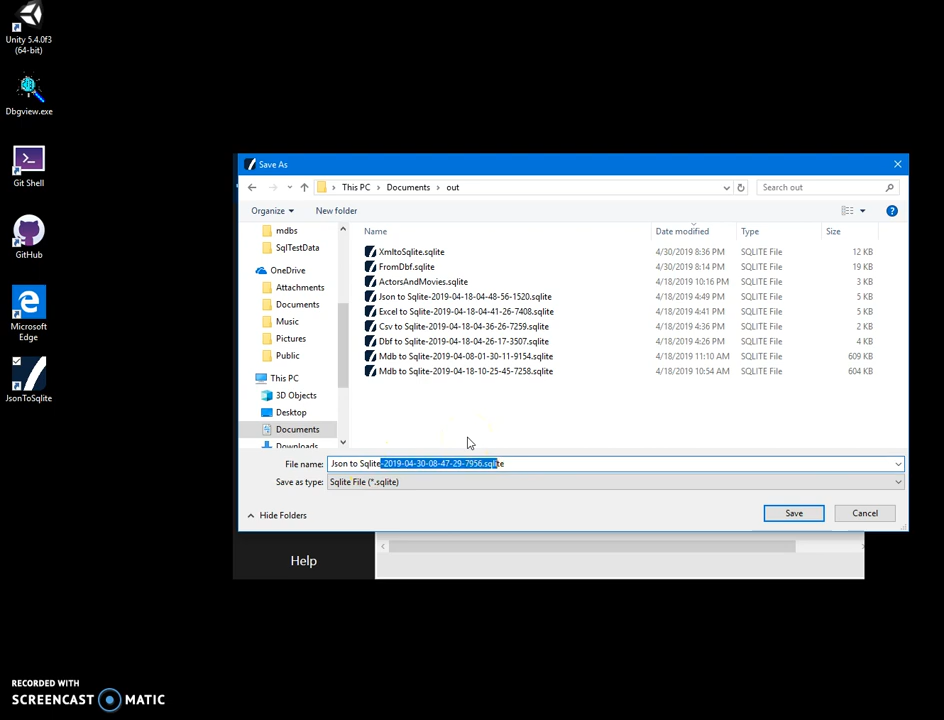 Unity 5.4.0f3
(64-bit)
Dbgview.exe
Git Shell
GitHub
Microsoft
Edge
JsonToSqlite
Save As
This PC > Documents > out
Search out
Organize
New folder
mdbs
SqlTestData
OneDrive
Attachments
Documents
Music
Pictures
Public
This PC
3D Objects
Desktop
Documents
Downloads
Name Date modified Type Size
XmltoSqlite.sqlite 4/30/2019 8:36 PM SQLITE File 12 KB
FromDbf.sqlite 4/30/2019 8:14 PM SQLITE File 19 KB
ActorsAndMovies.sqlite 4/18/2019 10:16 PM SQLITE File 3 KB
Json to Sqlite-2019-04-18-04-48-56-1520.sqlite 4/18/2019 4:49 PM SQLITE File 5 KB
Excel to Sqlite-2019-04-18-04-41-26-7408.sqlite 4/18/2019 4:41 PM SQLITE File 5 KB
Csv to Sqlite-2019-04-18-04-36-26-7259.sqlite 4/18/2019 4:36 PM SQLITE File 2 KB
Dbf to Sqlite-2019-04-18-04-26-17-3507.sqlite 4/18/2019 4:26 PM SQLITE File 4 KB
Mdb to Sqlite-2019-04-08-01-30-11-9154.sqlite 4/18/2019 11:10 AM SQLITE File 609 KB
Mdb to Sqlite-2019-04-18-10-25-45-7258.sqlite 4/18/2019 10:54 AM SQLITE File 604 KB
File name: Json to Sqlite-2019-04-30-08-47-29-7956.sqlite
Save as type: Sqlite File (*.sqlite)
Hide Folders
Save
Cancel
Help
RECORDED WITH
SCREENCAST MATIC